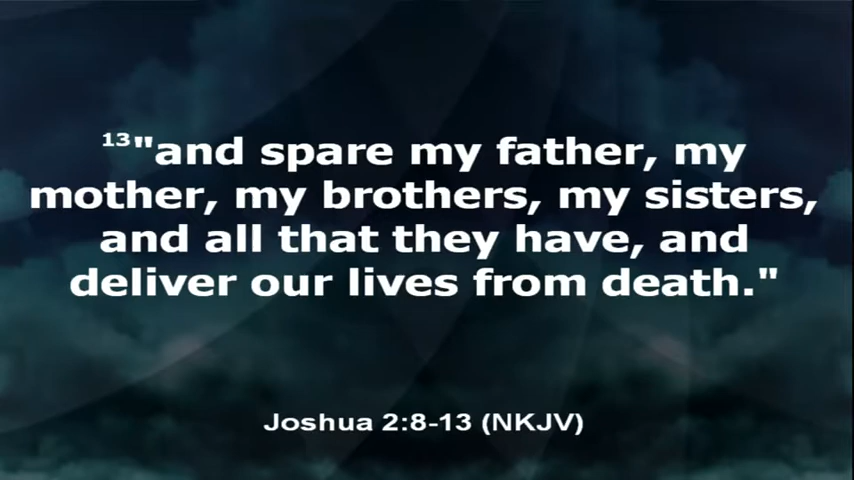 13"and spare my father, my
mother, my brothers, my sisters,
and all that they have, and
deliver our lives from death."
Joshua 2:8-13 (NKJV)